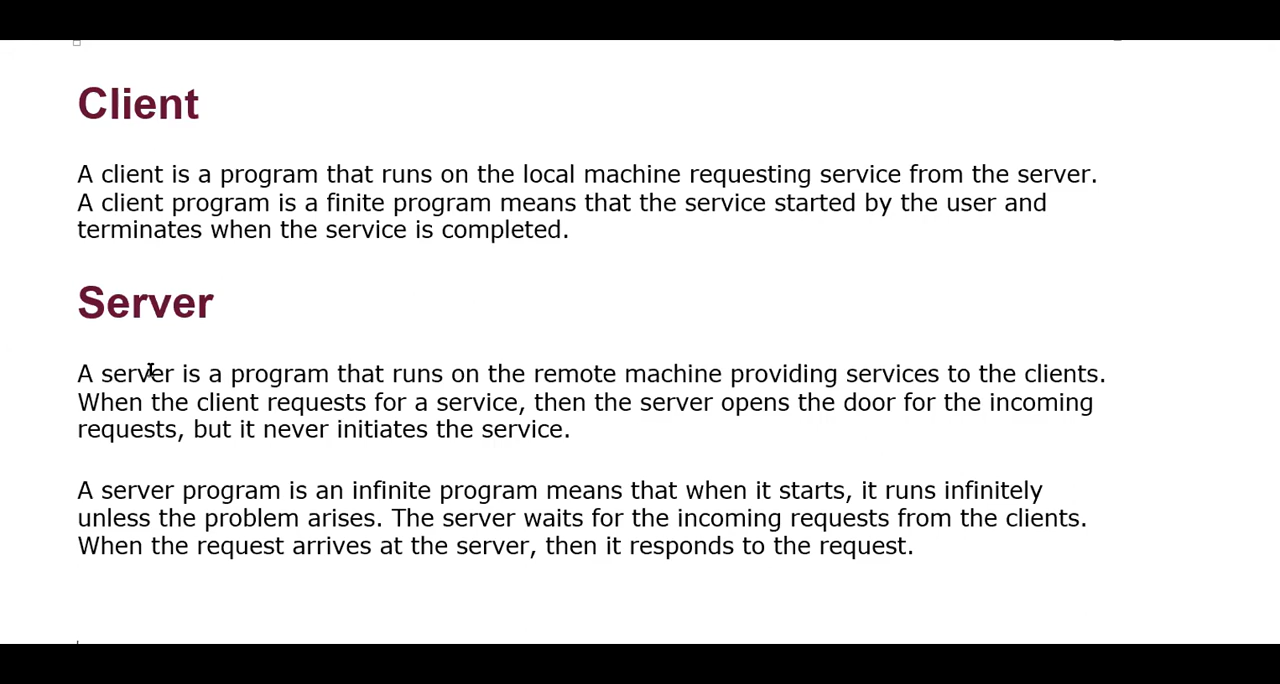 Client
A client is a program that runs on the local machine requesting service from the server.
A client program is a finite program means that the service started by the user and
terminates when the service is completed.
Server
A server is a program that runs on the remote machine providing services to the clients.
When the client requests for a service, then the server opens the door for the incoming
requests, but it never initiates the service.
A server program is an infinite program means that when it starts, it runs infinitely
unless the problem arises. The server waits for the incoming requests from the clients.
When the request arrives at the server, then it responds to the request.